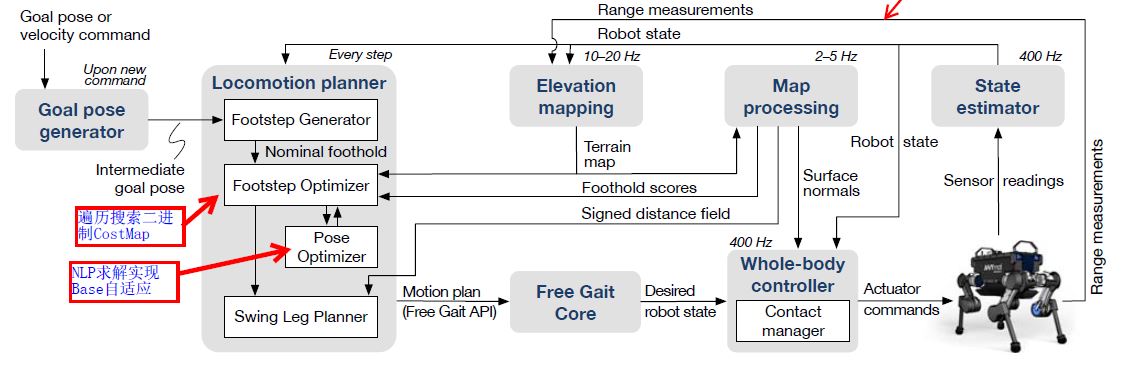 Goal pose or
velocity command
Upon new
command
Goal pose
generator
Intermediate
goal pose
Every step
Locomotion planner
Footstep Generator
Nominal foothold
Footstep Optimizer
Pose
Optimizer
Swing Leg Planner
遍历搜索二进
制CostMap
NLP求解实现
Base自适应
Range measurements
Robot state
10–20 Hz
Elevation
mapping
2–5 Hz
Map
processing
400 Hz
State
estimator
Terrain
map
Foothold scores
Signed distance field
Surface
normals
Robot state
Sensor readings
Range measurements
Motion plan
(Free Gait API)
Free Gait
Core
Desired
robot state
400 Hz
Whole-body
controller
Contact
manager
Actuator
commands